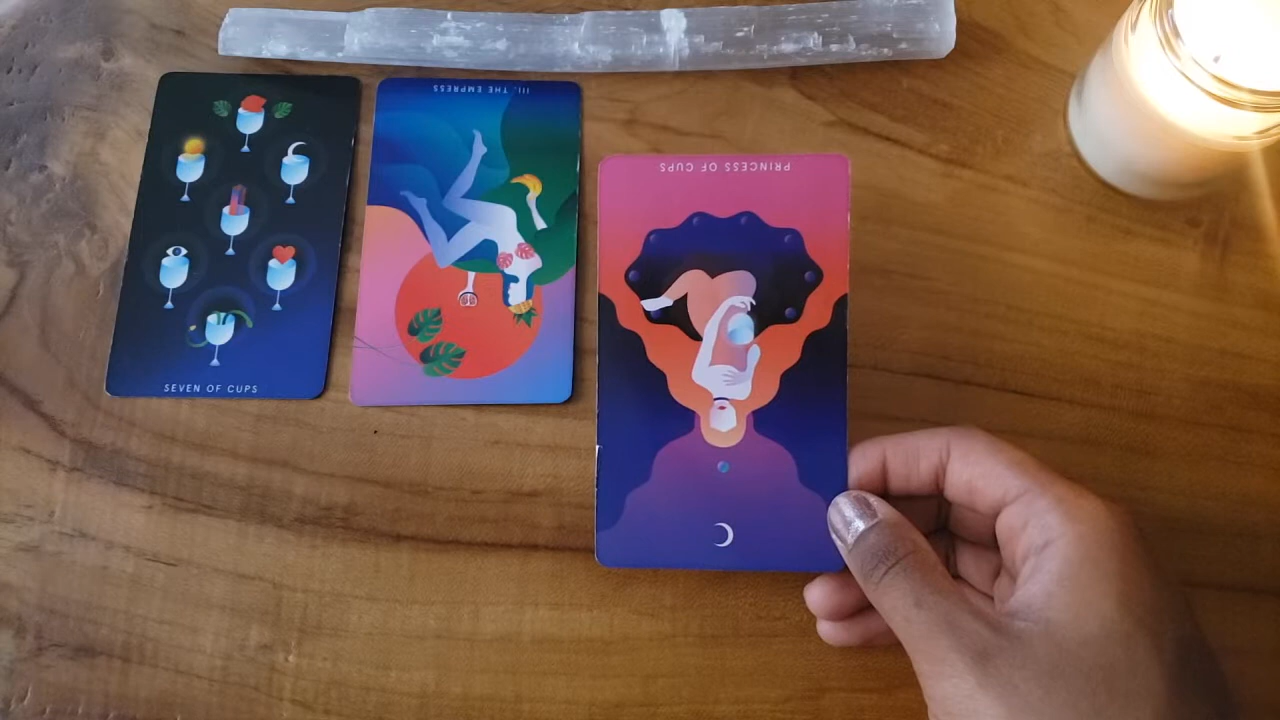 SEVEN OF CUPS
III. THE EMPRESS
PRINCESS OF CUPS